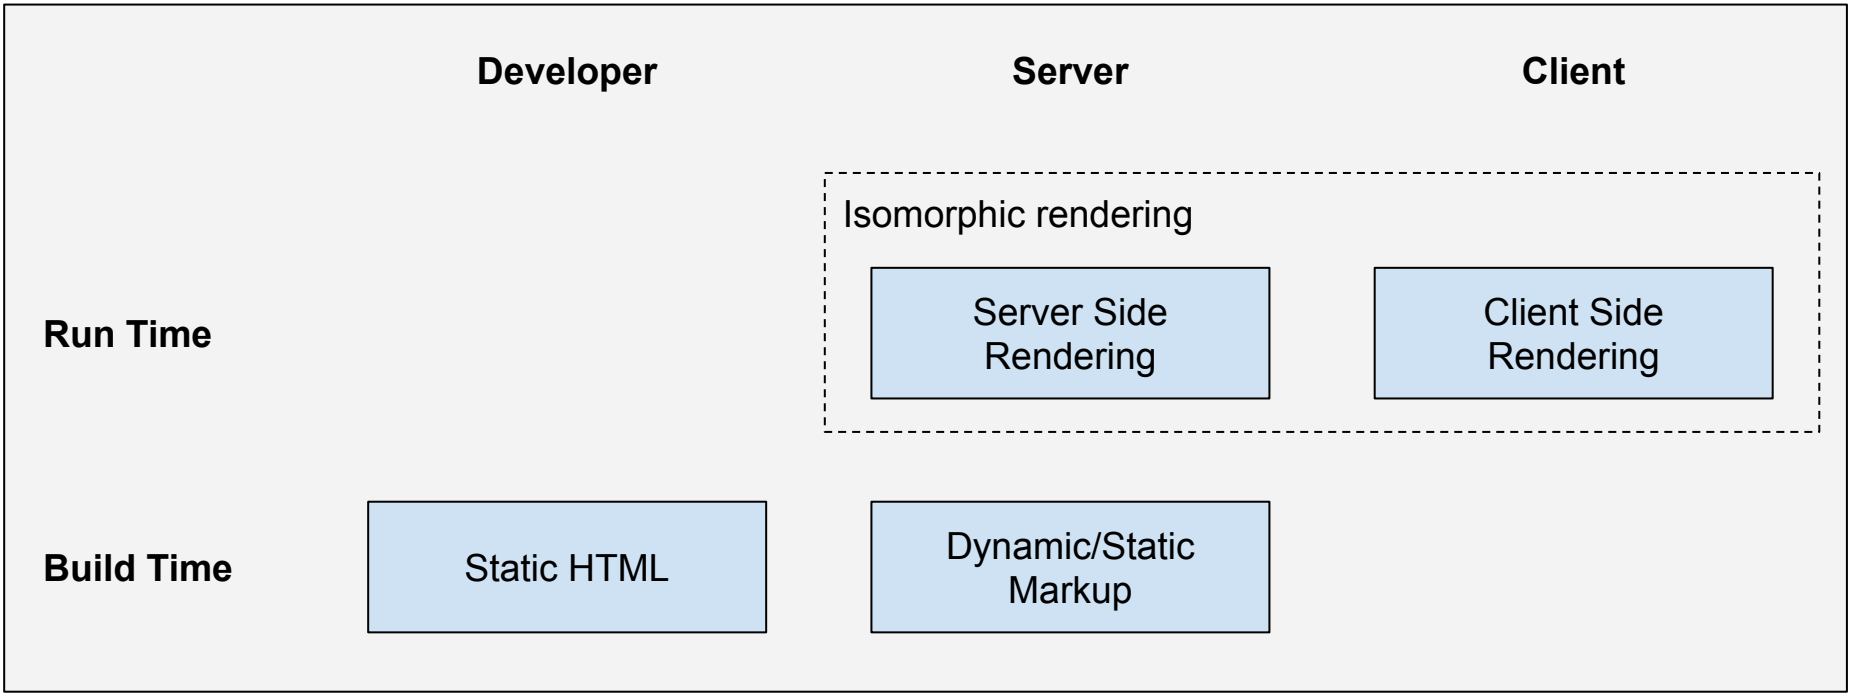 Developer
Server
Client
Isomorphic rendering
Run Time
Server Side
Rendering
Client Side
Rendering
Build Time
Static HTML
Dynamic/Static
Markup